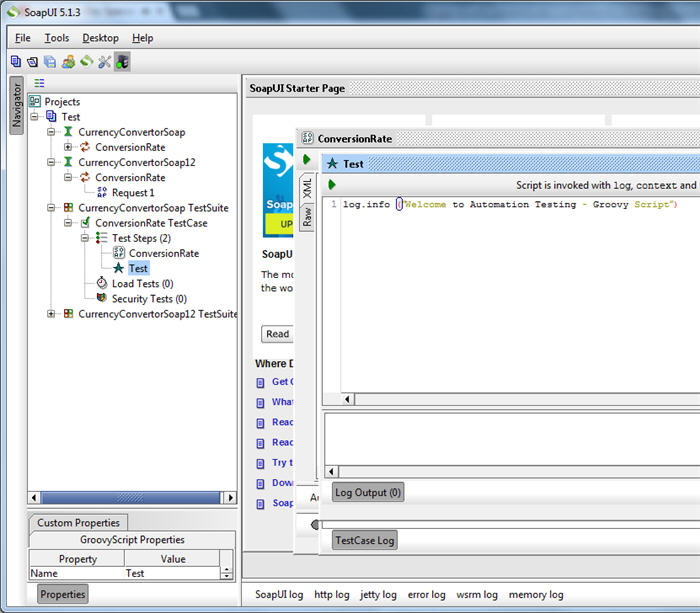 SoapUI 5.1.3
File Tools Desktop Help
Navigator
Projects
Test
CurrencyConvertorSoap
ConversionRate
CurrencyConvertorSoap12
ConversionRate
Request 1
CurrencyConvertorSoap TestSuite
ConversionRate TestCase
Test Steps (2)
ConversionRate
Test
Load Tests (0)
Security Tests (0)
CurrencyConvertorSoap12 TestSuite
Custom Properties
GroovyScript Properties
Property Value
Name Test
Properties
SoapUI Starter Page
Soap
UP
SoapU
The mo
the wo
Read
Where D
Get
What
Read
Read
Try t
Dow
Soap
ConversionRate
XML
Raw
Test
Script is invoked with log, context and
1 log.info ("Welcome to Automation Testing - Groovy Script")
Log Output (0)
TestCase Log
SoapUI log http log jetty log error log wsrm log memory log